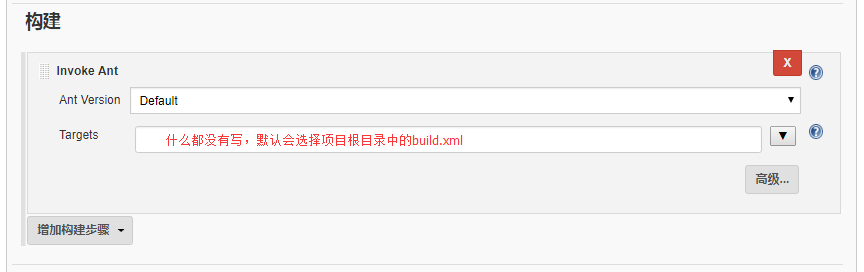 构建
Invoke Ant
X
Ant Version
Default
Targets
什么都没有写，默认会选择项目根目录中的build.xml
高级...
增加构建步骤